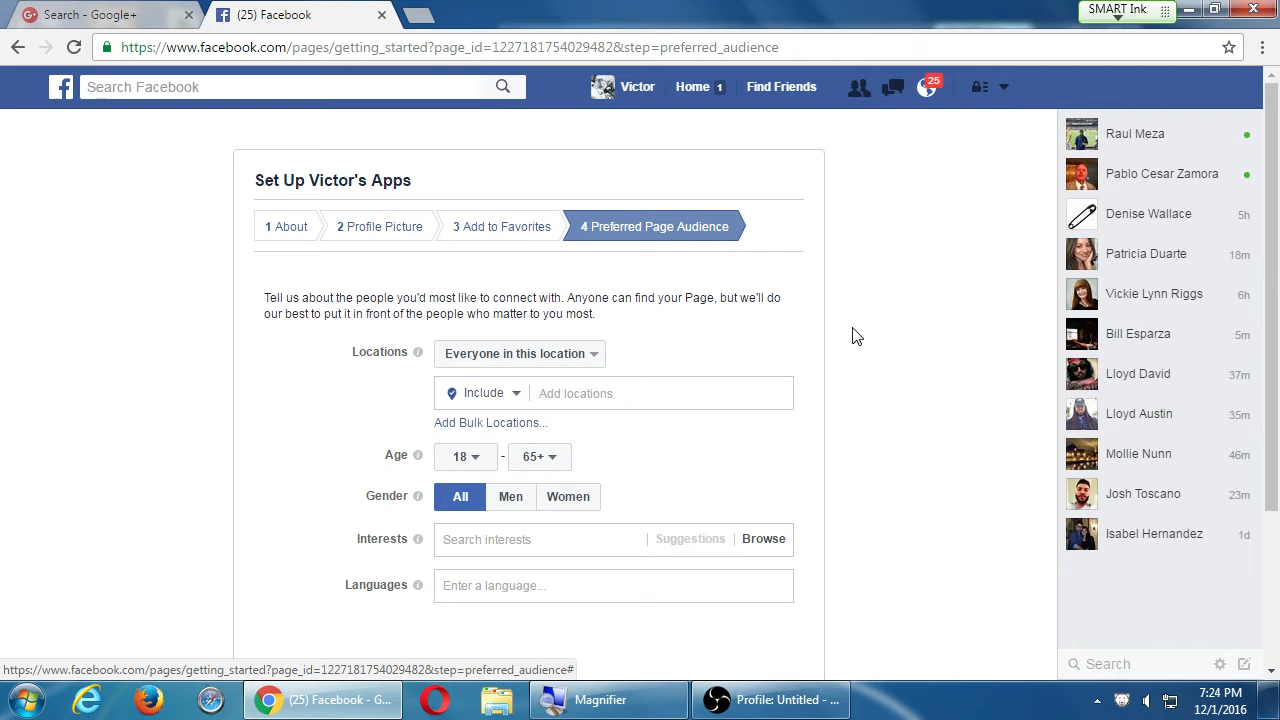 Search - Google+
(25) Facebook
SMART Ink
https://www.facebook.com/pages/getting_started?page_id=1227181754029482&step=preferred_audience
Search Facebook
Victor
Home 1
Find Friends
25
Set Up Victor's Apps
1 About
2 Profile Picture
3 Add to Favorites
4 Preferred Page Audience
Tell us about the people you'd most like to connect with. Anyone can find your Page, but we'll do
our best to put it in front of the people who matter to you most.
Locations
Everyone in this location
Include
Add locations
Add Bulk Locations...
Age
18 - 65+
Gender
All
Men
Women
Interests
Search interests
Suggestions
Browse
Languages
Enter a language...
Raul Meza
Pablo Cesar Zamora
Denise Wallace 5h
Patricia Duarte 18m
Vickie Lynn Riggs 6h
Bill Esparza 5m
Lloyd David 37m
Lloyd Austin 35m
Mollie Nunn 46m
Josh Toscano 23m
Isabel Hernandez 1d
Search
https://www.facebook.com/pages/getting_started?page_id=1227181754029482&step=preferred_audience#
(25) Facebook - G...
Magnifier
Profile: Untitled - ...
7:24 PM
12/1/2016